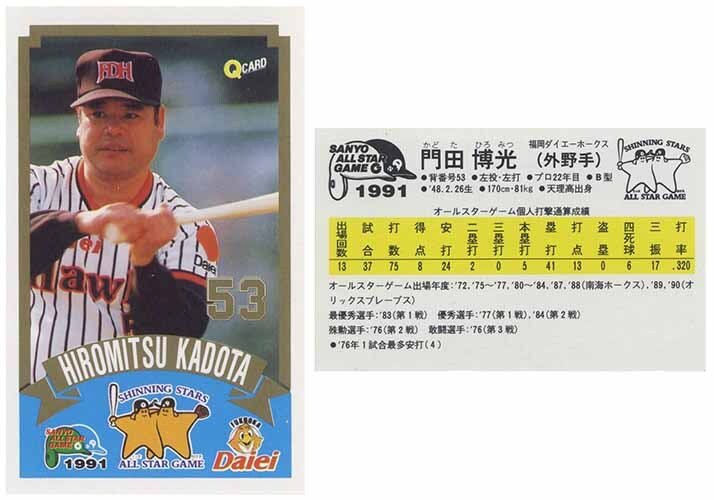 FDH
Q CARD
Daiei
Hawks
53
HIROMITSU KADOTA
SHINNING STARS
ALL STAR GAME
SANYO
ALL STAR
GAME
1991
FUKUOKA
Daiei
SANYO
ALL STAR
GAME
1991
かど た ひろ みつ
門田 博光
福岡ダイエーホークス
(外野手)
●背番号53 ●左投・左打 ●プロ22年目 ●B型
●'48.2.26生 ●170cm・81kg ●天理高出身
SHINNING STARS
ALL STAR GAME
オールスターゲーム個人打撃通算成績
出場回数 試合 打数 得点 安打 二塁打 三塁打 本塁打 塁打 打点 盗塁 四死球 三振 打率
13 37 75 8 24 2 0 5 41 13 0 6 17 .320
オールスターゲーム出場年度:'72,'75〜'77,'80〜'84,'87,'88(南海ホークス),'89,'90(オ
リックスブレーブス)
最優秀選手:'83(第1戦) 優秀選手:'77(第1戦),'84(第2戦)
殊勲選手:'76(第2戦) 敢闘選手:'76(第3戦)
●'76年1試合最多安打(4)